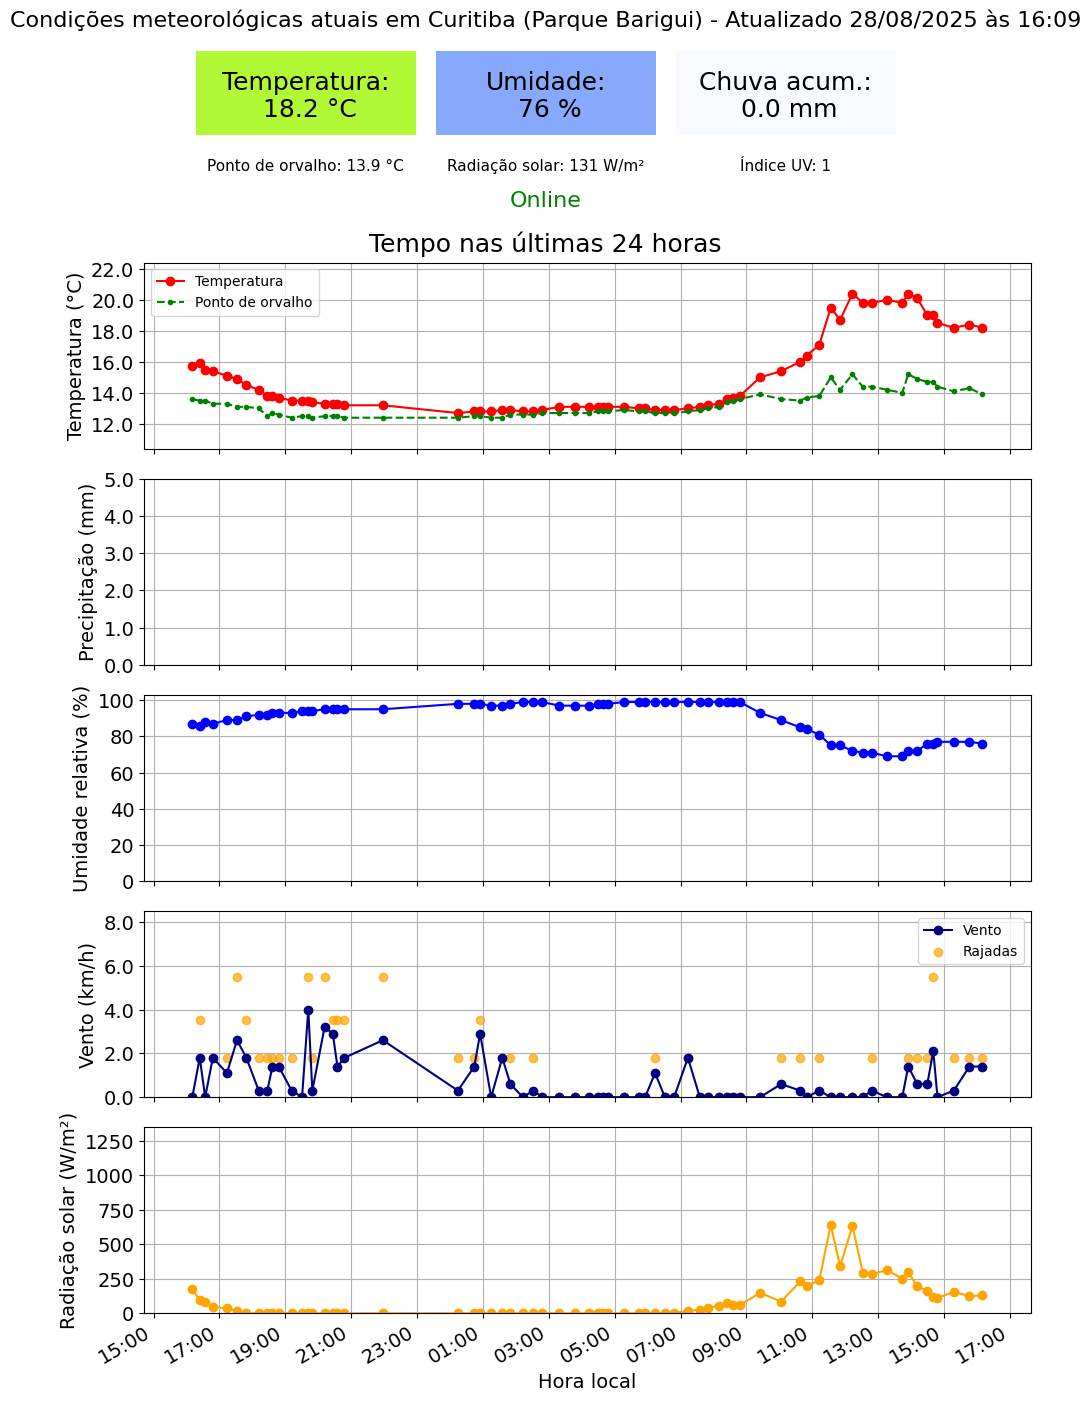 Condições meteorológicas atuais em Curitiba (Parque Barigui) - Atualizado 28/08/2025 às 16:09
Temperatura:
18.2 °C
Umidade:
76 %
Chuva acum.:
0.0 mm
Ponto de orvalho: 13.9 °C
Radiação solar: 131 W/m²
Índice UV: 1
Online
Tempo nas últimas 24 horas
Temperatura (°C)
22.0
20.0
18.0
16.0
14.0
12.0
Temperatura
Ponto de orvalho
Precipitação (mm)
5.0
4.0
3.0
2.0
1.0
0.0
Umidade relativa (%)
100
80
60
40
20
0
Vento (km/h)
8.0
6.0
4.0
2.0
0.0
Vento
Rajadas
Radiação solar (W/m²)
1250
1000
750
500
250
0
15:00
17:00
19:00
21:00
23:00
01:00
03:00
05:00
07:00
09:00
11:00
13:00
15:00
17:00
Hora local